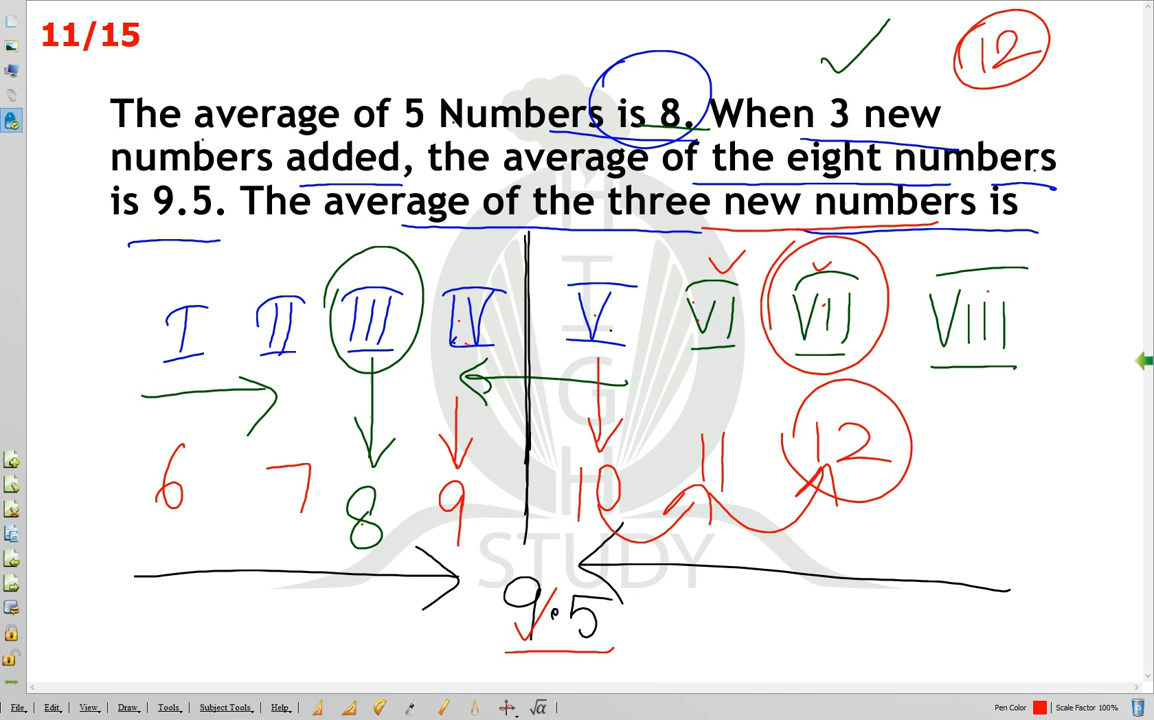 11/15
12
The average of 5 Numbers is 8. When 3 new
numbers added, the average of the eight numbers
is 9.5. The average of the three new numbers is
I II III IV V VI VII VIII
6 7 8 9 10 11 12
9.5
HIGH
STUDY
File, Edit, View, Draw, Tools, Subject Tools, Help, √α Pen Color Scale Factor 100%